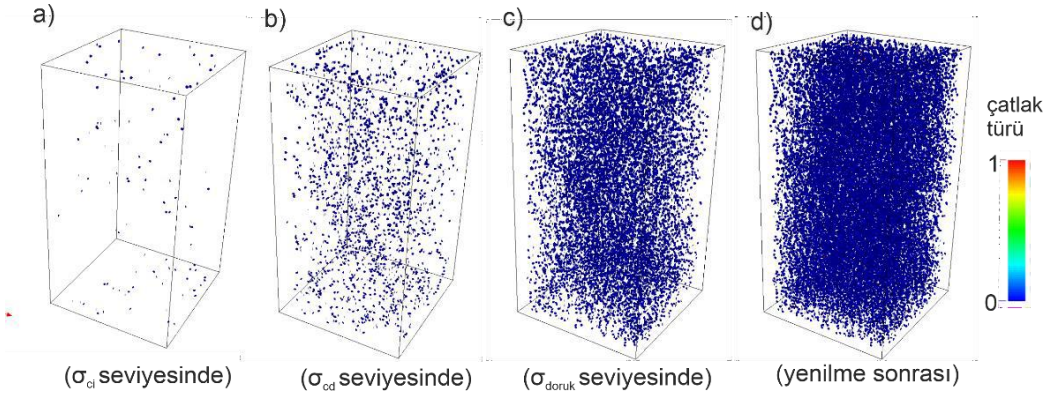 a)
b)
c)
d)
çatlak
türü
1
0
(σci seviyesinde)
(σcd seviyesinde)
(σdoruk seviyesinde)
(yenilme sonrası)